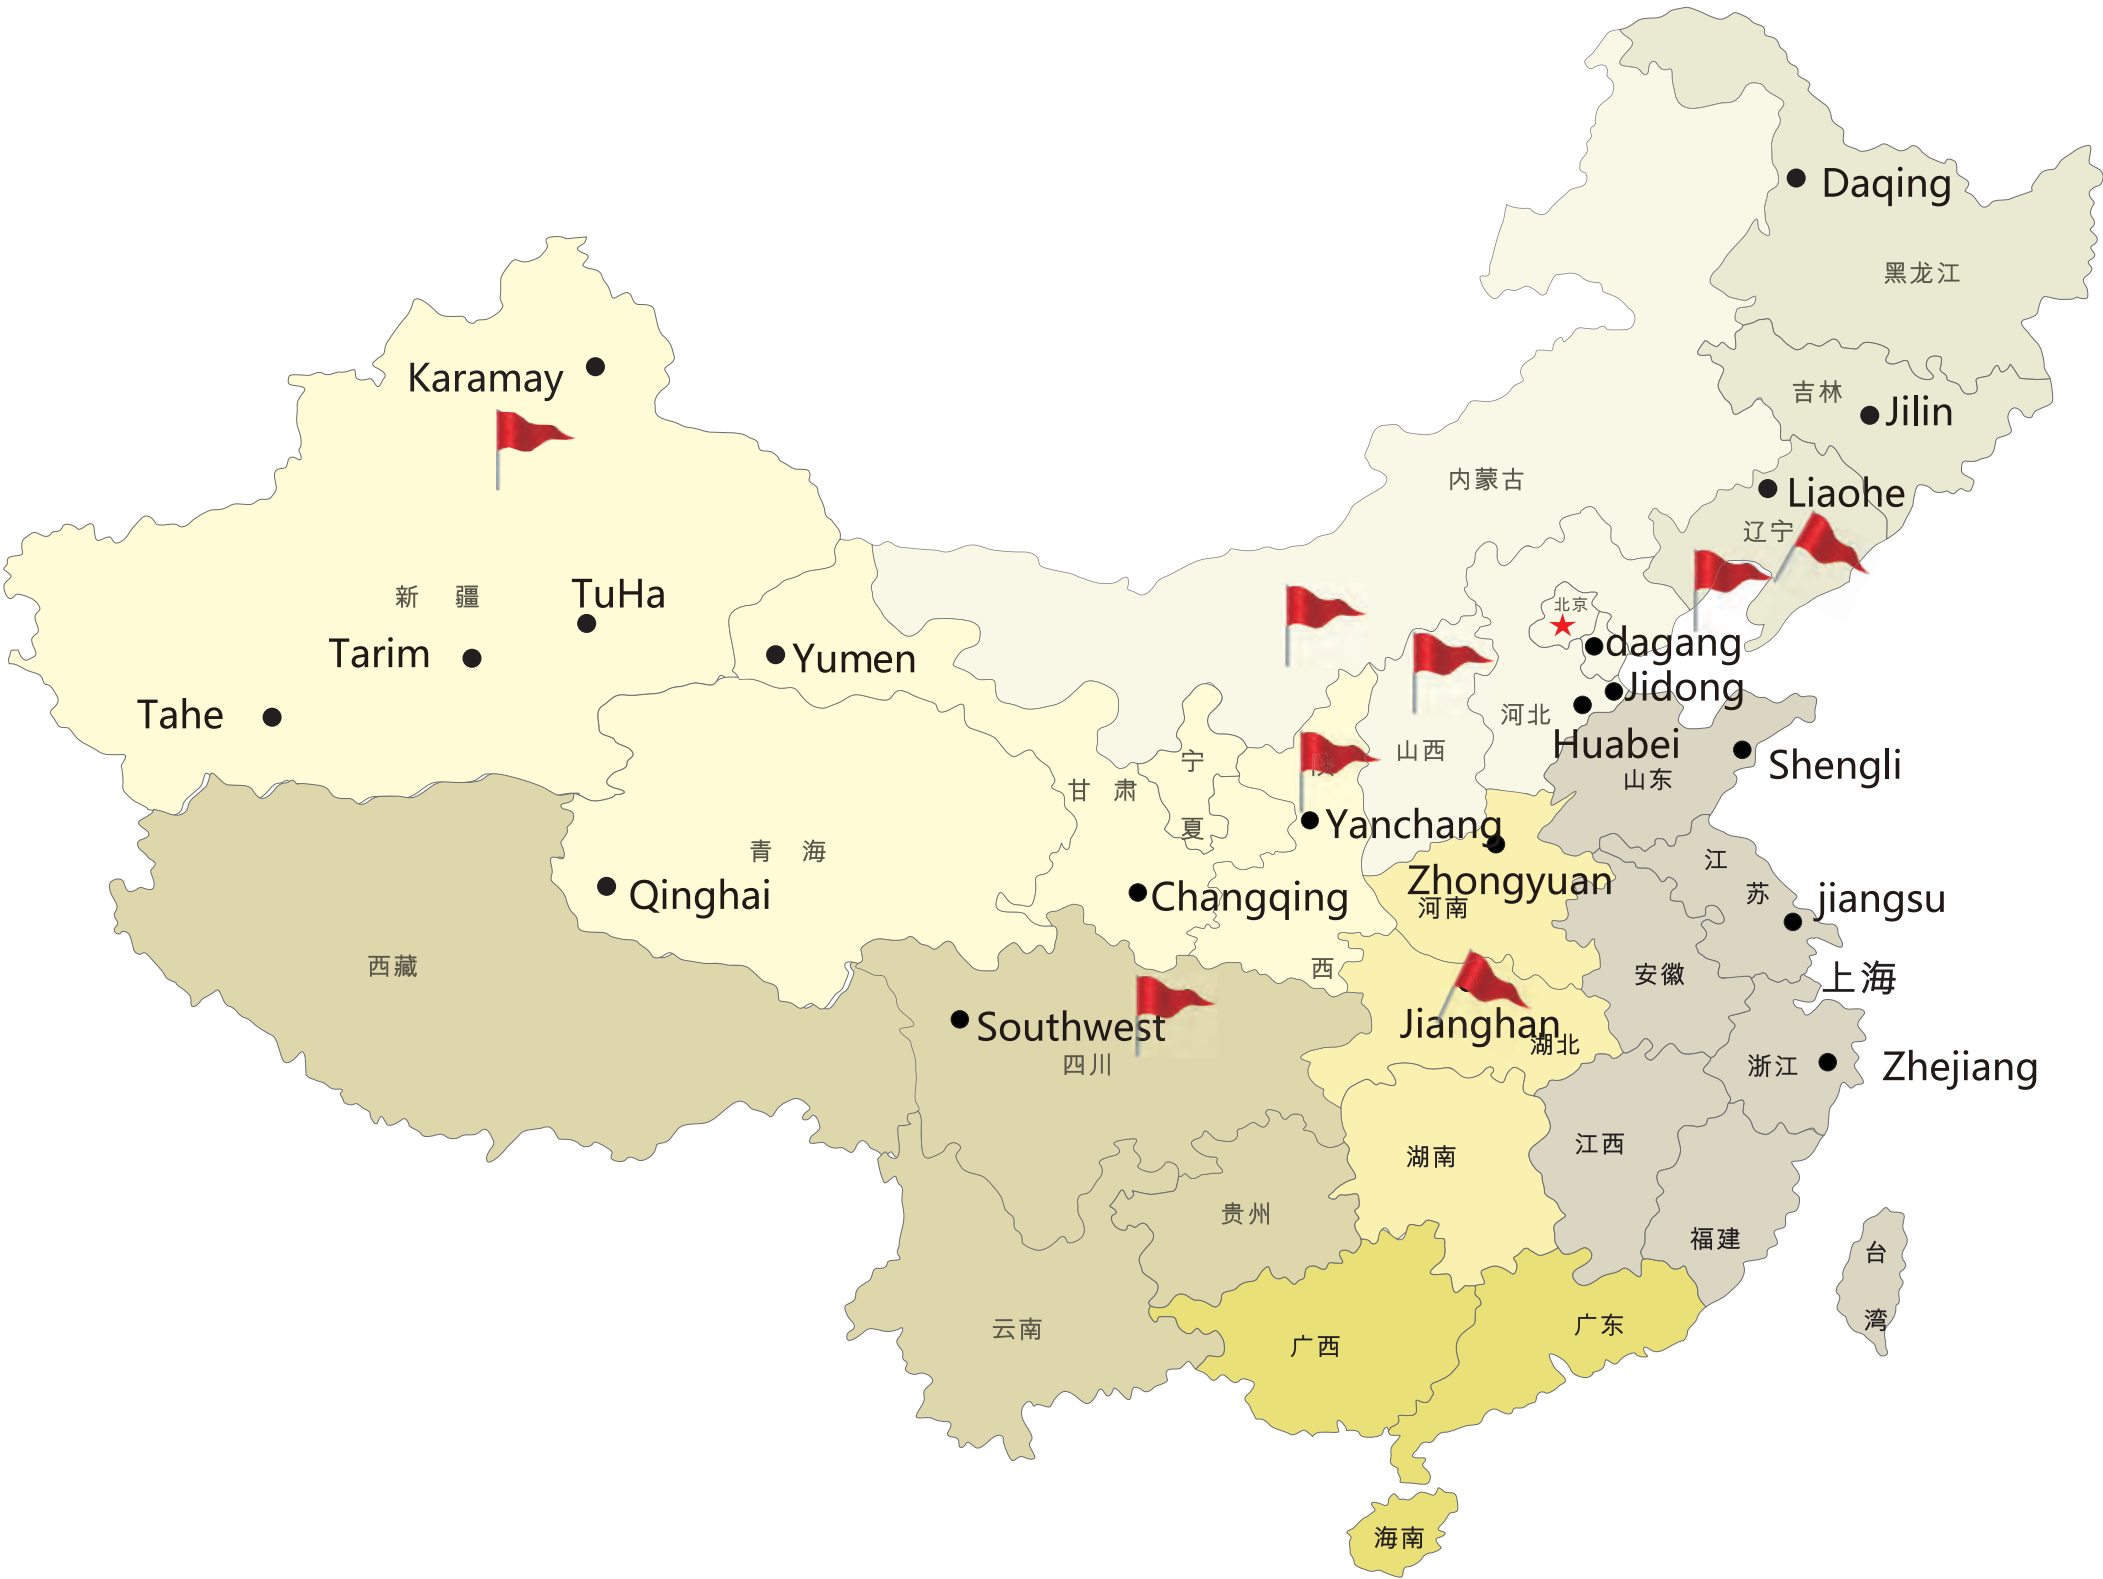 Daqing
黑龙江
Karamay
吉林
Jilin
内蒙古
Liaohe
辽宁
新 疆
TuHa
北京
Tarim
Yumen
dagang
Jidong
Tahe
河北
Huabei
山西
宁
夏
陕
Shengli
山东
甘 肃
Yanchang
青 海
江
苏
Zhongyuan
河南
Qinghai
Changqing
jiangsu
西藏
西
安徽
上海
Southwest
四川
Jianghan
湖北
浙江
Zhejiang
湖南
江西
贵州
福建
台
湾
云南
广西
广东
海南